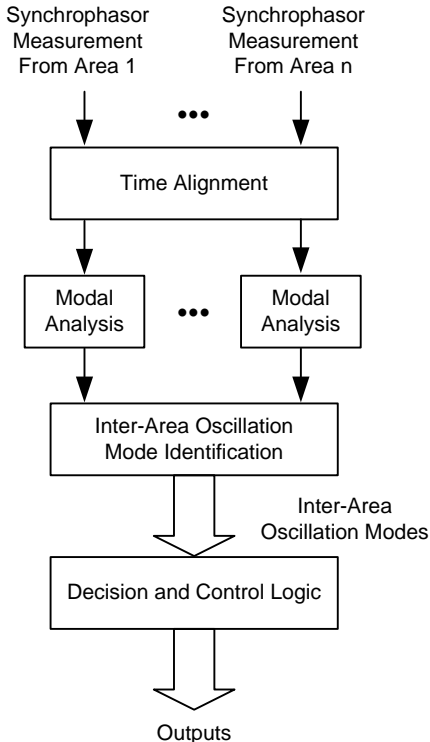 Synchrophasor
Measurement
From Area 1
Synchrophasor
Measurement
From Area n
•••
Time Alignment
Modal
Analysis
•••
Modal
Analysis
Inter-Area Oscillation
Mode Identification
Inter-Area
Oscillation Modes
Decision and Control Logic
Outputs